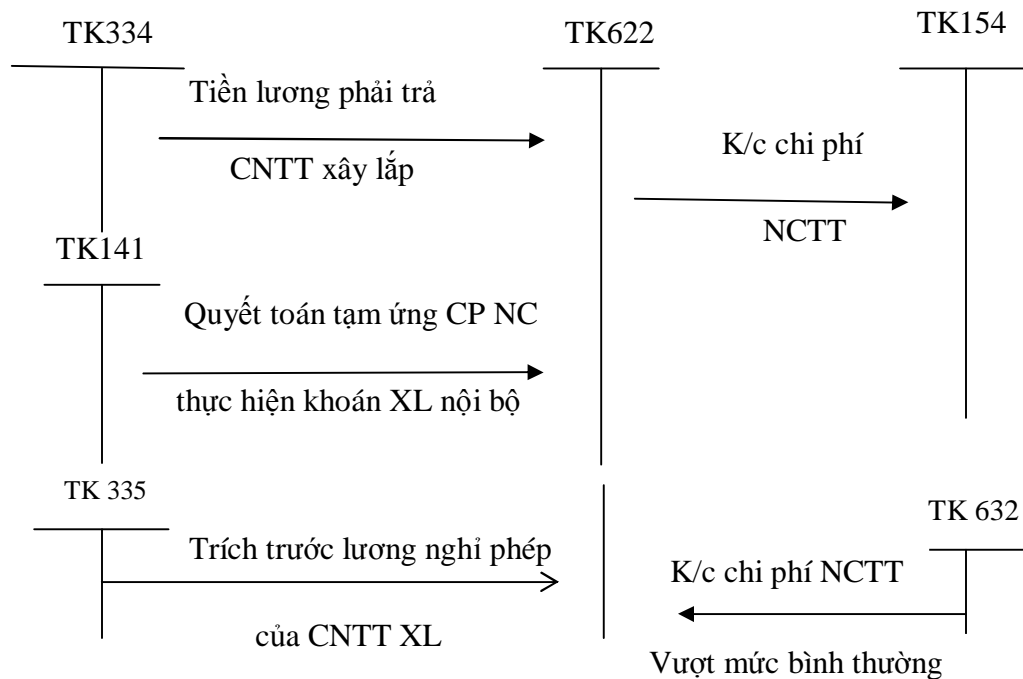 TK334
TK622
TK154
Tiền lương phải trả
CNTT xây lắp
K/c chi phí
NCTT
TK141
Quyết toán tạm ứng CP NC
thực hiện khoán XL nội bộ
TK 335
TK 632
Trích trước lương nghỉ phép
của CNTT XL
K/c chi phí NCTT
Vượt mức bình thường